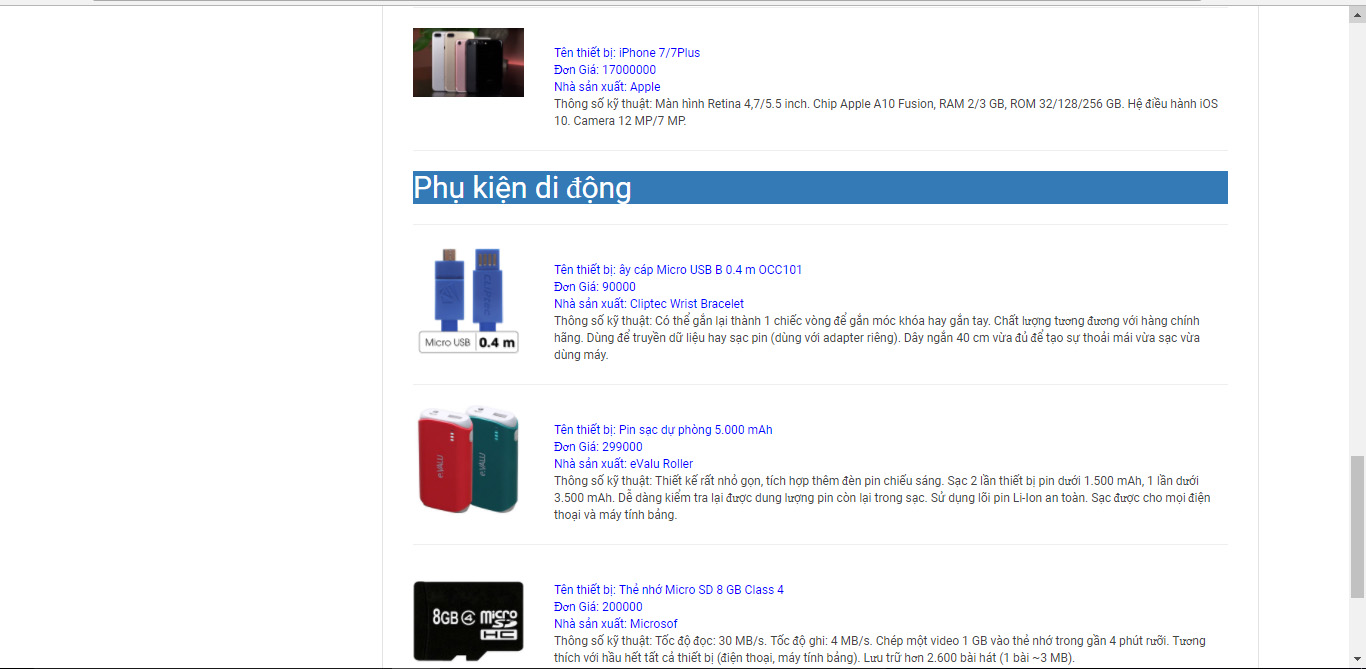 Tên thiết bị: iPhone 7/7Plus
Đơn Giá: 17000000
Nhà sản xuất: Apple
Thông số kỹ thuật: Màn hình Retina 4,7/5.5 inch. Chip Apple A10 Fusion, RAM 2/3 GB, ROM 32/128/256 GB. Hệ điều hành iOS
10. Camera 12 MP/7 MP.
Phụ kiện di động
CLiPtec
Micro USB 0.4 m
Tên thiết bị: ây cáp Micro USB B 0.4 m OCC101
Đơn Giá: 90000
Nhà sản xuất: Cliptec Wrist Bracelet
Thông số kỹ thuật: Có thể gắn lại thành 1 chiếc vòng để gắn móc khóa hay gắn tay. Chất lượng tương đương với hàng chính
hãng. Dùng để truyền dữ liệu hay sạc pin (dùng với adapter riêng). Dây ngắn 40 cm vừa đủ để tạo sự thoải mái vừa sạc vừa
dùng máy.
eVALU
eVALU
Tên thiết bị: Pin sạc dự phòng 5.000 mAh
Đơn Giá: 299000
Nhà sản xuất: eValu Roller
Thông số kỹ thuật: Thiết kế rất nhỏ gọn, tích hợp thêm đèn pin chiếu sáng. Sạc 2 lần thiết bị pin dưới 1.500 mAh, 1 lần dưới
3.500 mAh. Dễ dàng kiểm tra lại được dung lượng pin còn lại trong sạc. Sử dụng lõi pin Li-Ion an toàn. Sạc được cho mọi điện
thoại và máy tính bảng.
8GB 4 micro
SD
HC
Tên thiết bị: Thẻ nhớ Micro SD 8 GB Class 4
Đơn Giá: 200000
Nhà sản xuất: Microsof
Thông số kỹ thuật: Tốc độ đọc: 30 MB/s. Tốc độ ghi: 4 MB/s. Chép một video 1 GB vào thẻ nhớ trong gần 4 phút rưỡi. Tương
thích với hầu hết tất cả thiết bị (điện thoại, máy tính bảng). Lưu trữ hơn 2.600 bài hát (1 bài ~3 MB).